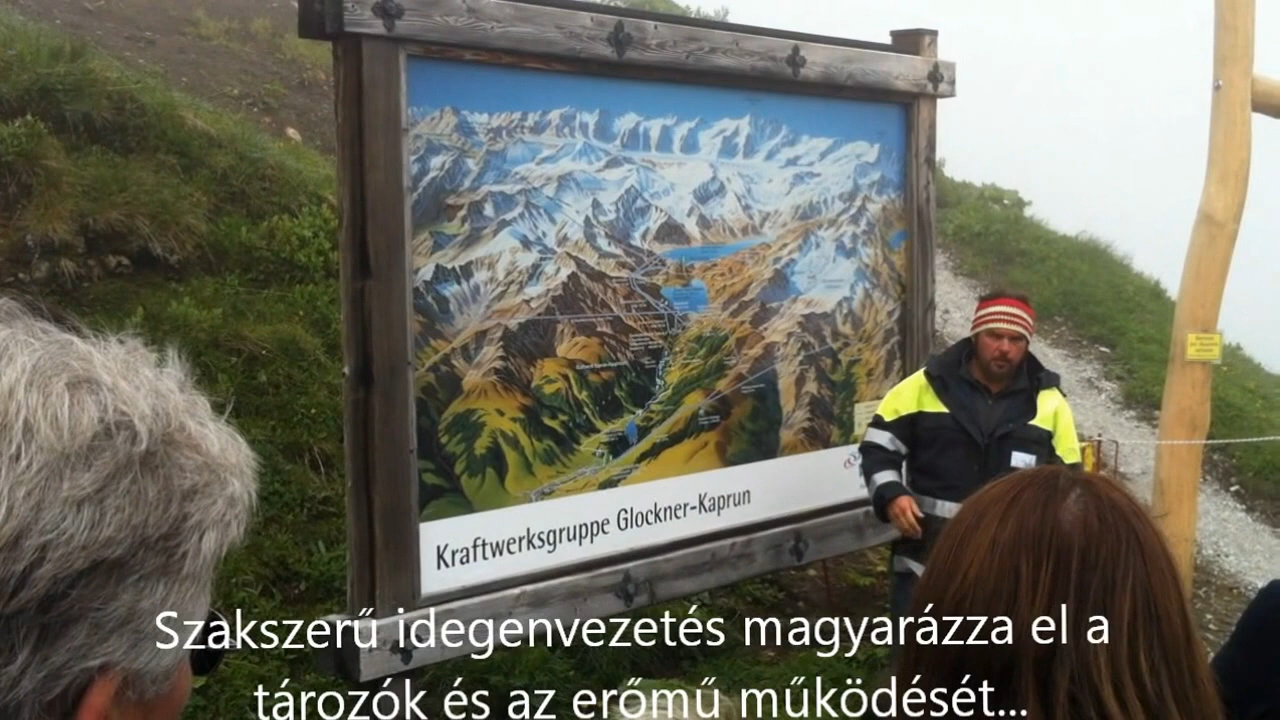 Kraftwerksgruppe Glockner-Kaprun
Szakszerű idegenvezetés magyarázza el a
tározók és az erőmű működését...